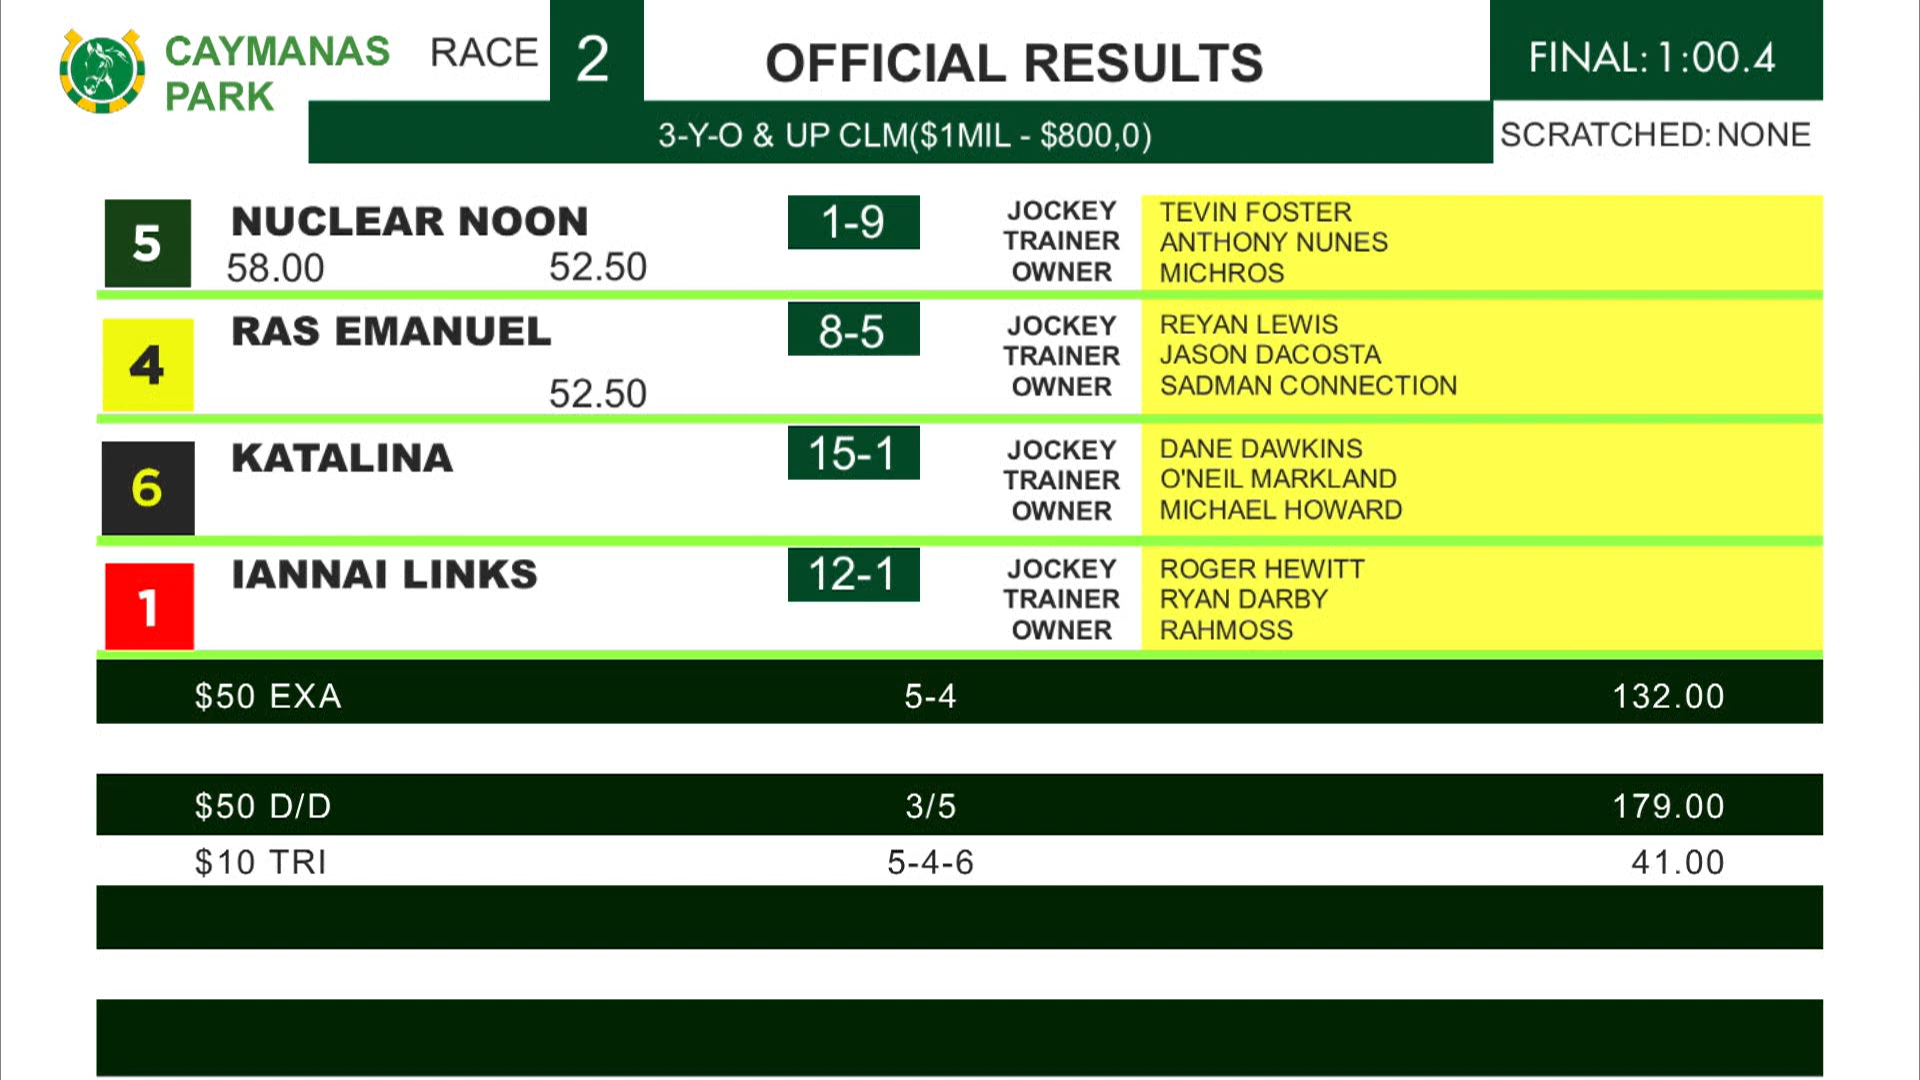 CAYMANAS PARK
RACE 2
OFFICIAL RESULTS
FINAL: 1:00.4
3-Y-O & UP CLM($1MIL - $800,0)
SCRATCHED: NONE
5 NUCLEAR NOON 1-9
58.00 52.50
JOCKEY TEVIN FOSTER
TRAINER ANTHONY NUNES
OWNER MICHROS
4 RAS EMANUEL 8-5
52.50
JOCKEY REYAN LEWIS
TRAINER JASON DACOSTA
OWNER SADMAN CONNECTION
6 KATALINA 15-1
JOCKEY DANE DAWKINS
TRAINER O'NEIL MARKLAND
OWNER MICHAEL HOWARD
1 IANNAI LINKS 12-1
JOCKEY ROGER HEWITT
TRAINER RYAN DARBY
OWNER RAHMOSS
$50 EXA 5-4 132.00
$50 D/D 3/5 179.00
$10 TRI 5-4-6 41.00